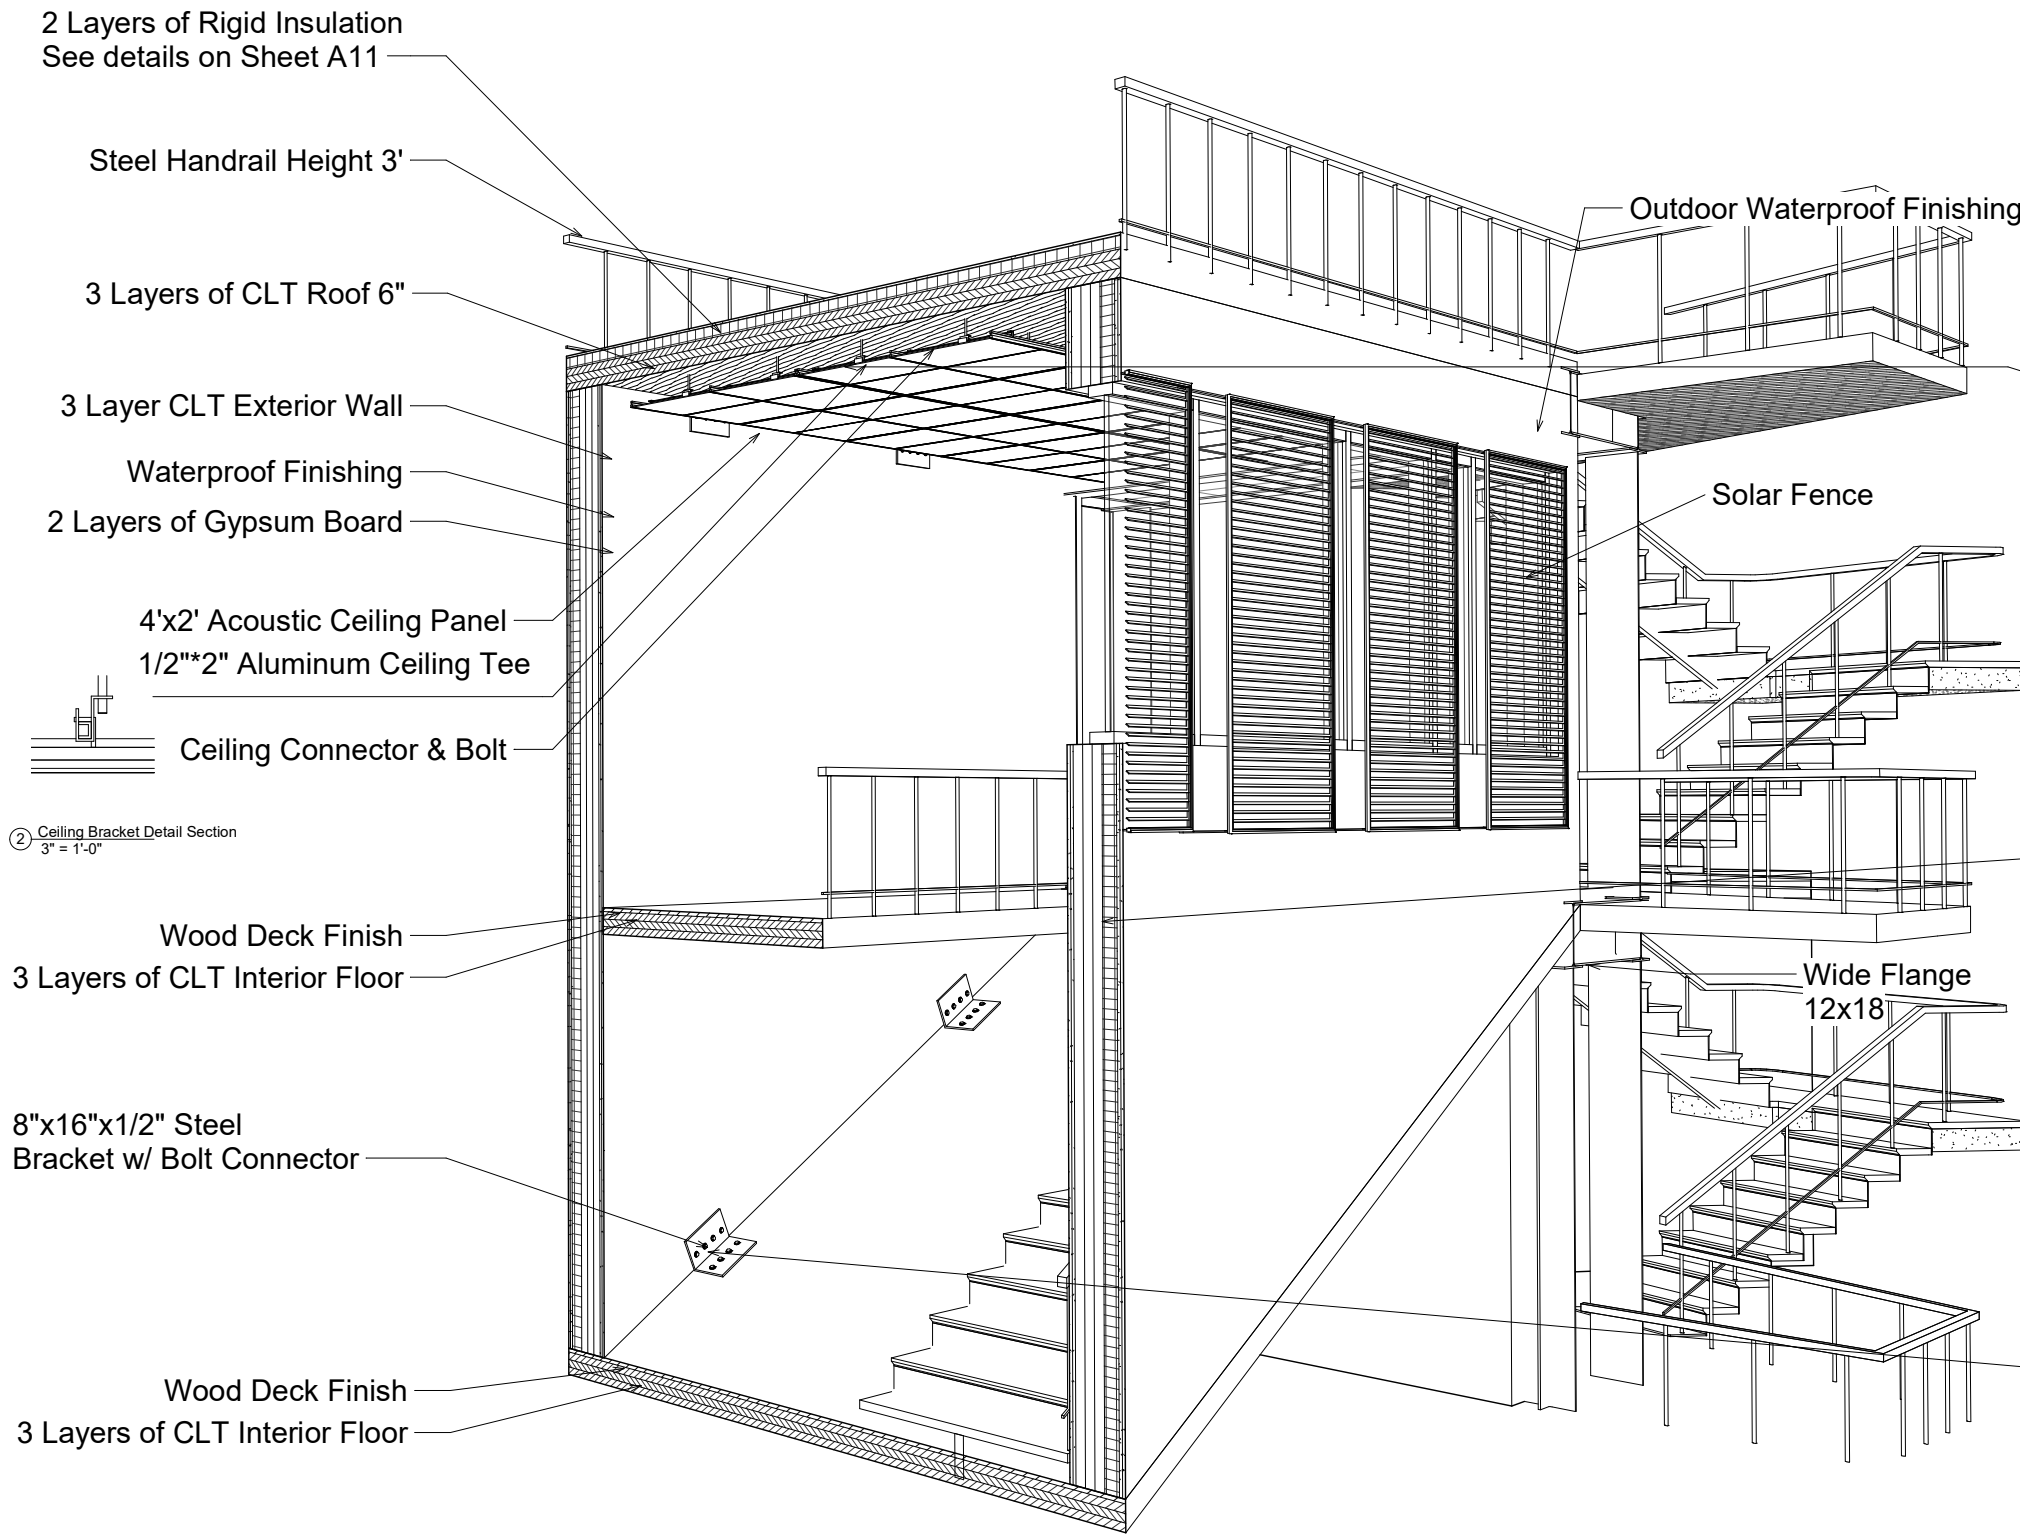 2 Layers of Rigid Insulation
See details on Sheet A11
Steel Handrail Height 3'
Outdoor Waterproof Finishing
3 Layers of CLT Roof 6"
3 Layer CLT Exterior Wall
Waterproof Finishing
Solar Fence
2 Layers of Gypsum Board
4'x2' Acoustic Ceiling Panel
1/2"*2" Aluminum Ceiling Tee
Ceiling Connector & Bolt
2
Ceiling Bracket Detail Section
3" = 1'-0"
Wood Deck Finish
3 Layers of CLT Interior Floor
Wide Flange
12x18
8"x16"x1/2" Steel
Bracket w/ Bolt Connector
Wood Deck Finish
3 Layers of CLT Interior Floor